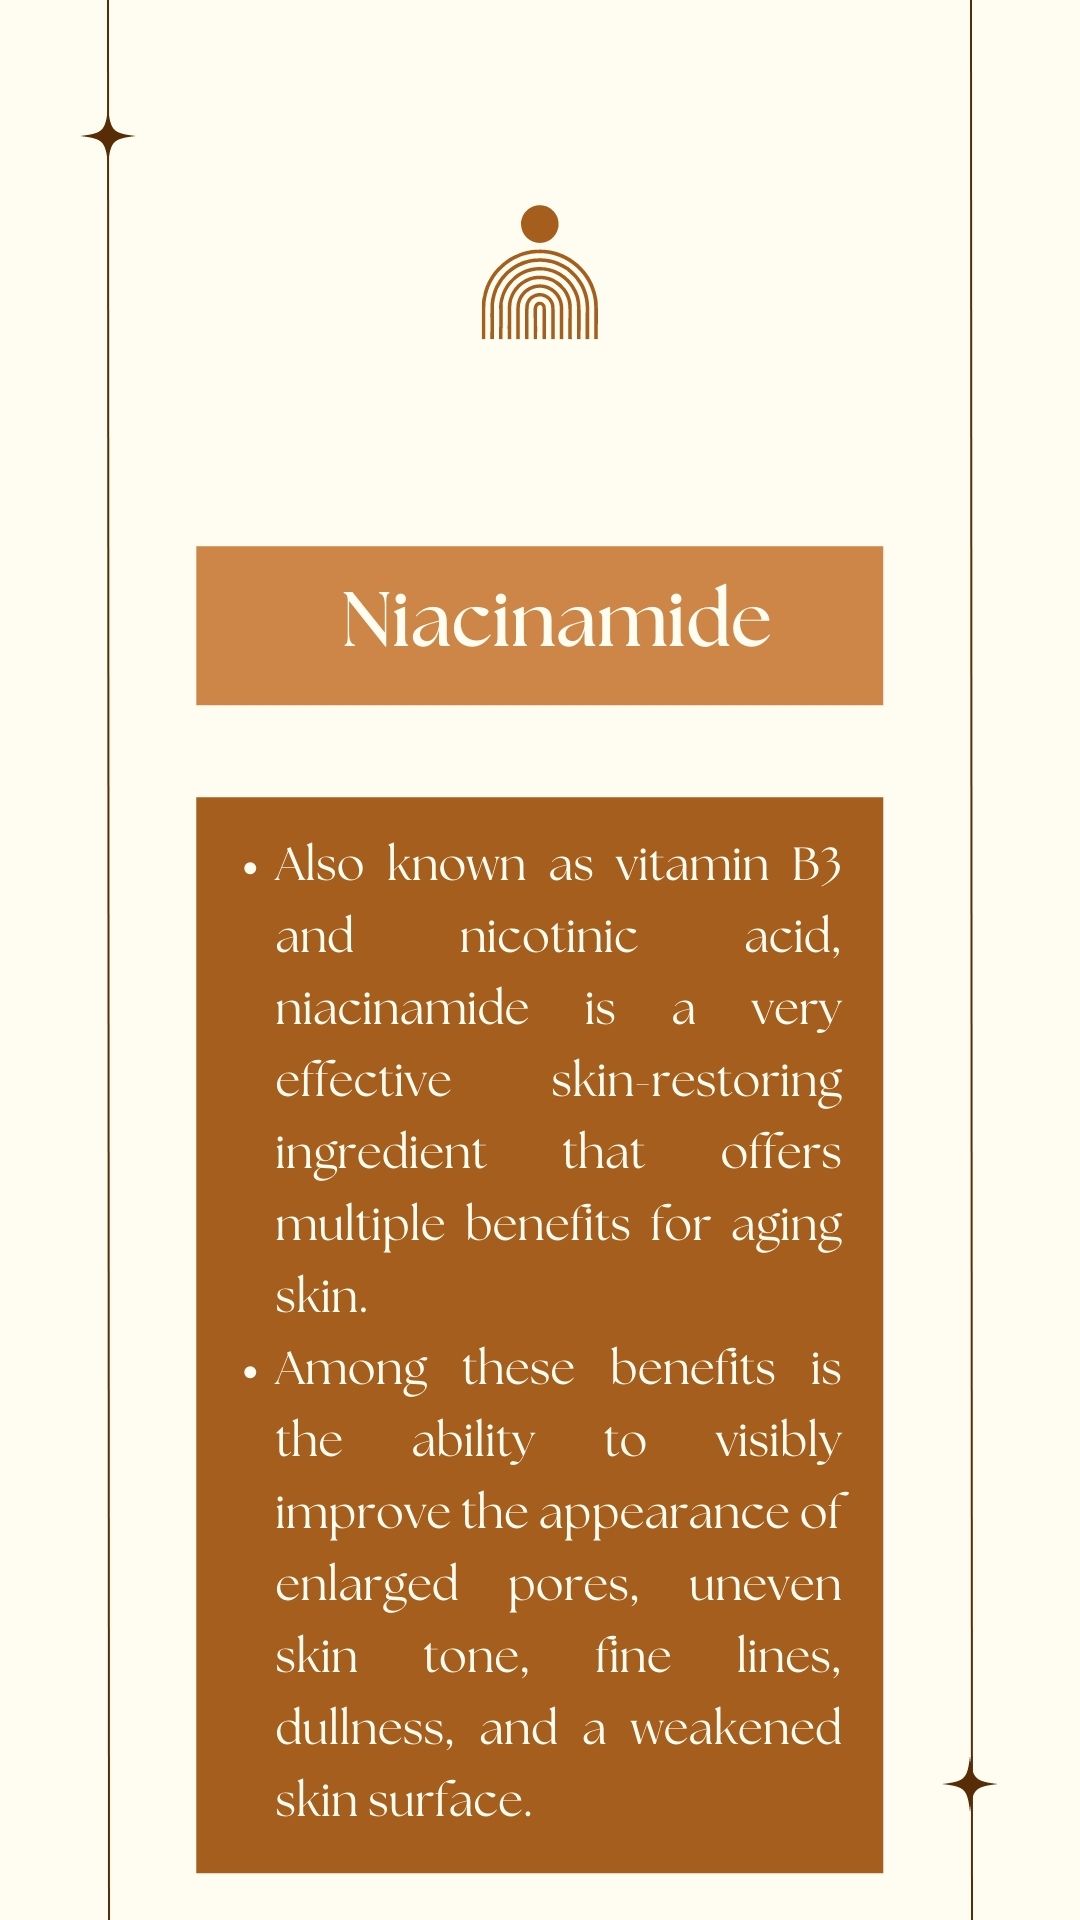 Niacinamide
• Also known as vitamin B3
and nicotinic acid,
niacinamide is a very
effective skin-restoring
ingredient that offers
multiple benefits for aging
skin.
• Among these benefits is
the ability to visibly
improve the appearance of
enlarged pores, uneven
skin tone, fine lines,
dullness, and a weakened
skin surface.